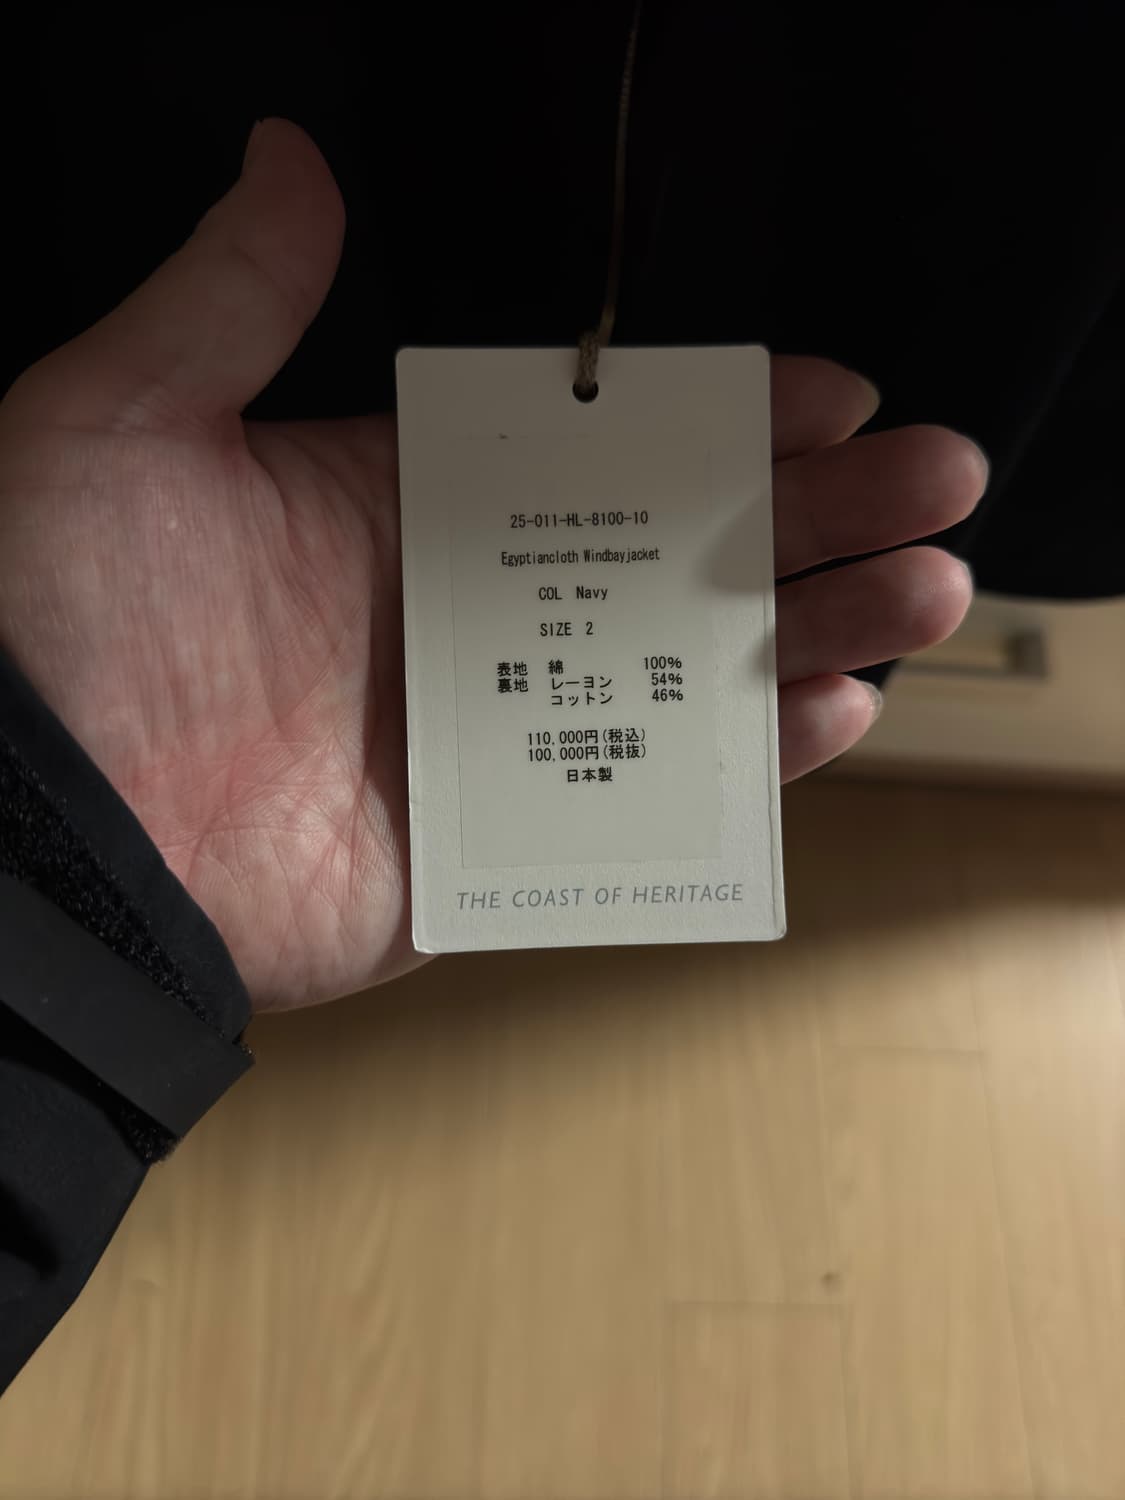 25-011-HL-8100-10
Egyptiancloth Windbayjacket
COL Navy
SIZE 2
表地 綿 100%
裏地 レーヨン 54%
コットン 46%
110,000円(税込)
100,000円(税抜)
日本製
THE COAST OF HERITAGE